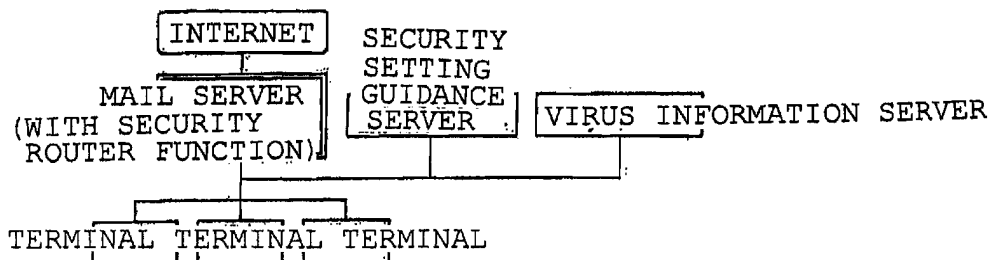 INTERNET
SECURITY
SETTING
GUIDANCE
SERVER
MAIL SERVER
(WITH SECURITY
ROUTER FUNCTION)
VIRUS INFORMATION SERVER
TERMINAL TERMINAL TERMINAL